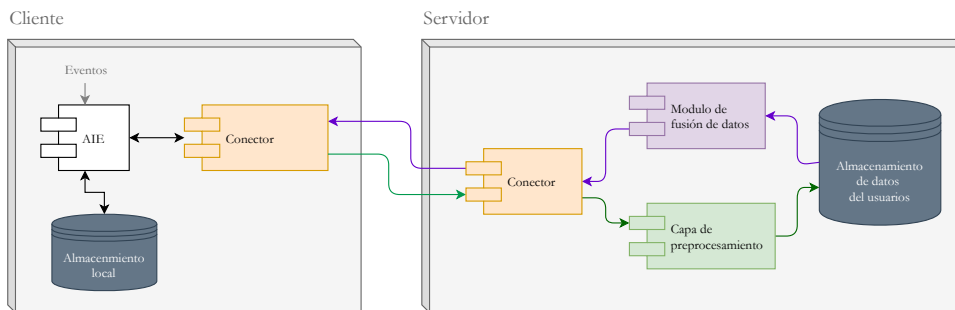 Cliente
Eventos
AIE
Conector
Almacenmiento
local
Servidor
Conector
Modulo de
fusión de datos
Capa de
preprocesamiento
Almacenamiento
de datos
del usuarios